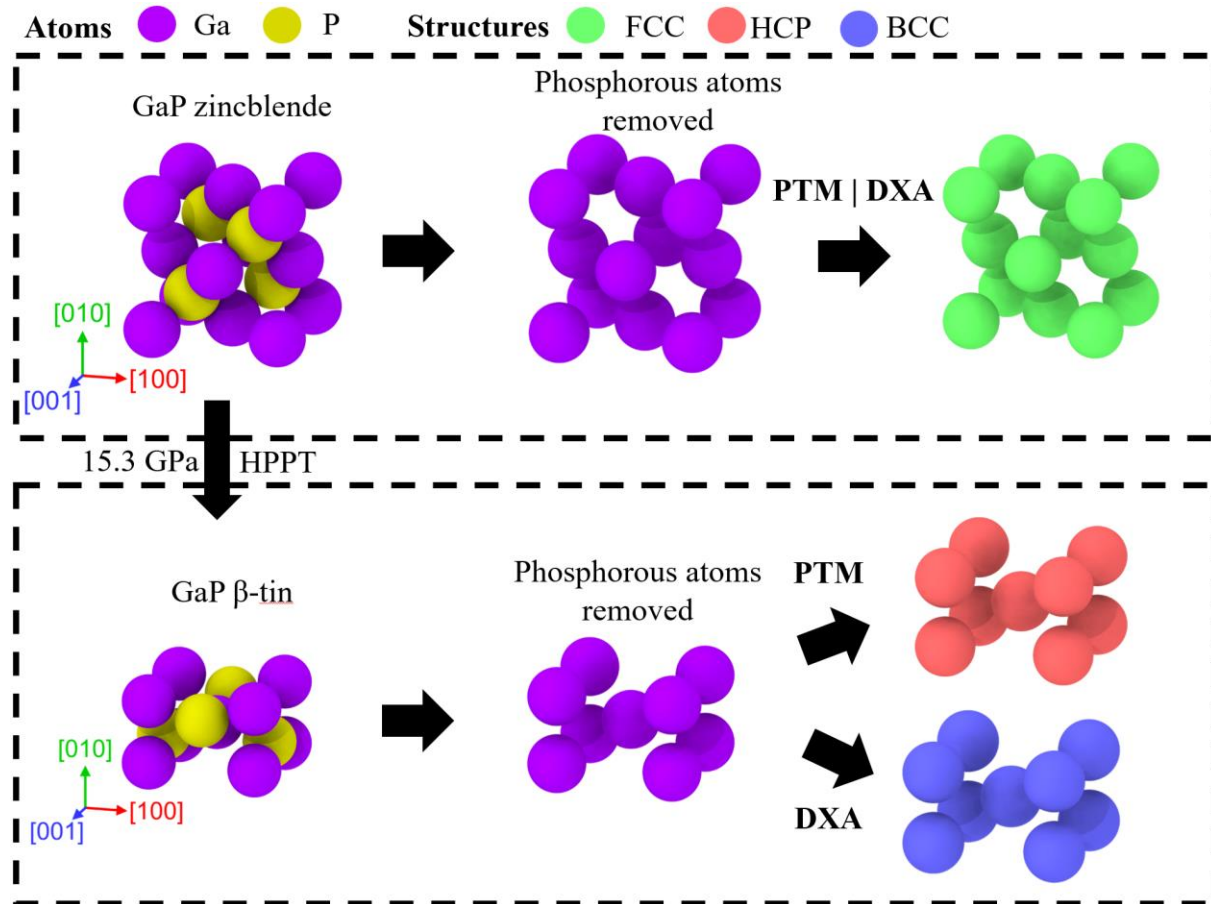 Atoms Ga P Structures FCC HCP BCC
GaP zincblende
Phosphorous atoms
removed
PTM | DXA
[010]
[100]
[001]
15.3 GPa HPPT
GaP β-tin
Phosphorous atoms
removed
PTM
[010]
[100]
[001]
DXA